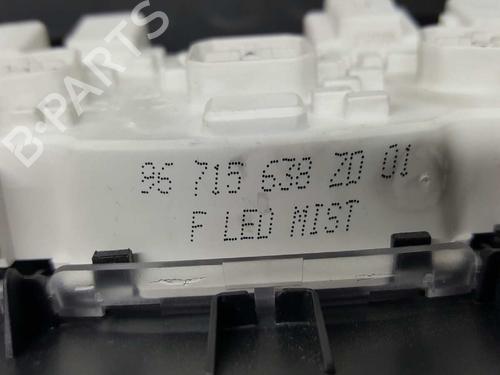 B-PARTS
96 715 638 ZD 01
F LED MIST